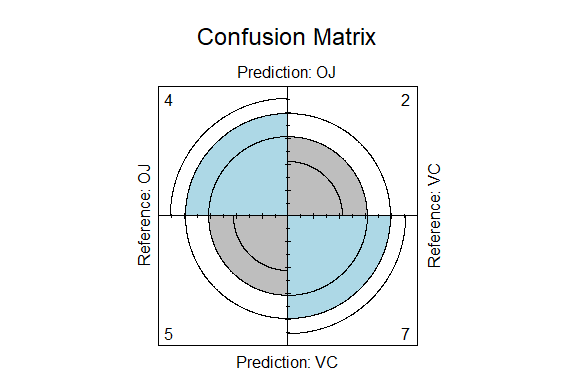 Confusion Matrix
Prediction: OJ
4
2
Reference: OJ
Reference: VC
5
7
Prediction: VC